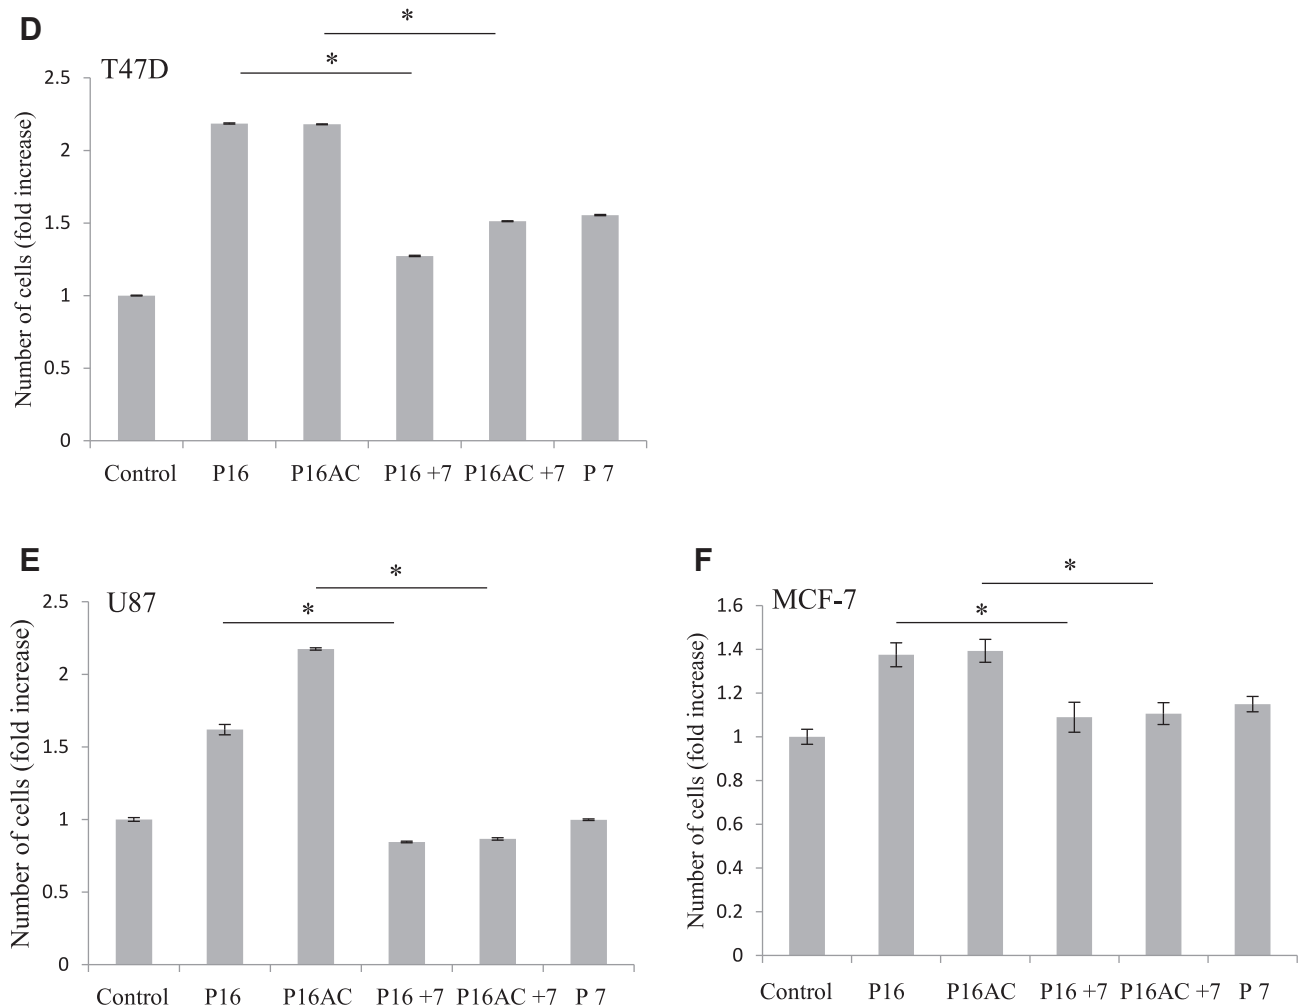 D
*
*
T47D
Number of cells (fold increase)
2.5
2
1.5
1
0.5
0
Control P16 P16AC P16 +7 P16AC +7 P 7
E
*
*
U87
Number of cells (fold increase)
2.5
2
1.5
1
0.5
0
Control P16 P16AC P16 +7 P16AC +7 P 7
F
*
*
MCF-7
Number of cells (fold increase)
1.6
1.4
1.2
1
0.8
0.6
0.4
0.2
0
Control P16 P16AC P16 +7 P16AC +7 P 7